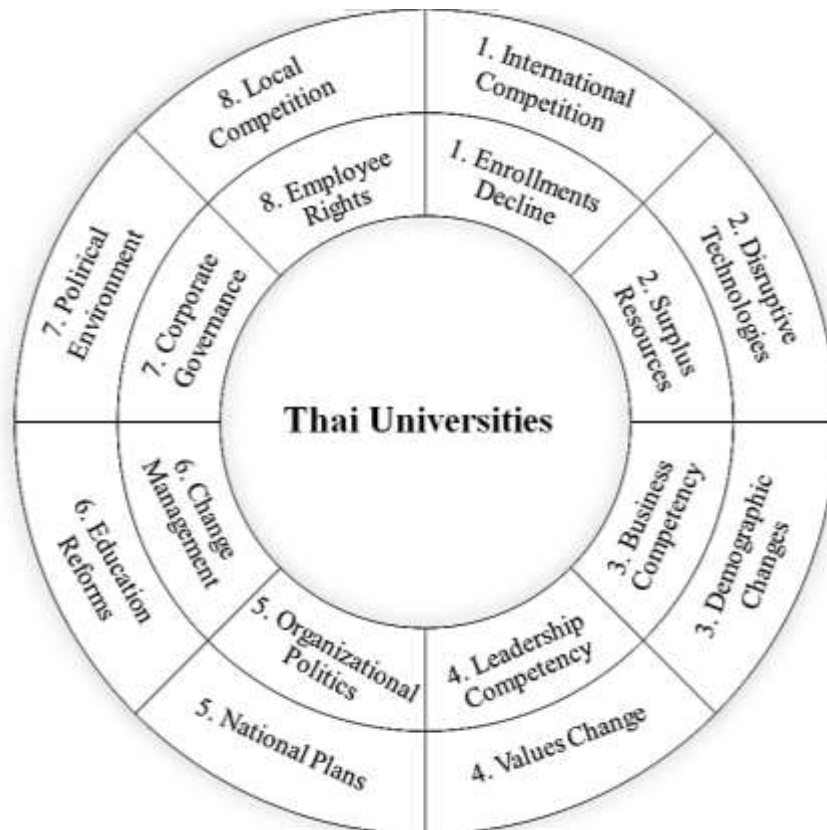 1. International
Competition
2. Disruptive
Technologies
3. Demographic
Changes
4. Values Change
5. National Plans
6. Education
Reforms
7. Polirical
Environment
8. Local
Competition
1. Enrollments
Decline
2. Surplus
Resources
3. Business
Competency
4. Leadership
Competency
5. Organizational
Politics
6. Change
Management
7. Corporate
Governance
8. Employee
Rights
Thai Universities